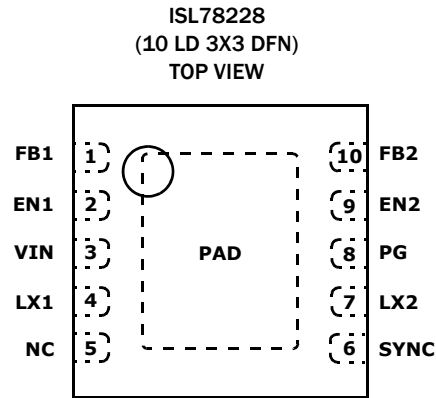 ISL78228
(10 LD 3X3 DFN)
TOP VIEW
FB1 1 10 FB2
EN1 2 9 EN2
VIN 3 PAD 8 PG
LX1 4 7 LX2
NC 5 6 SYNC